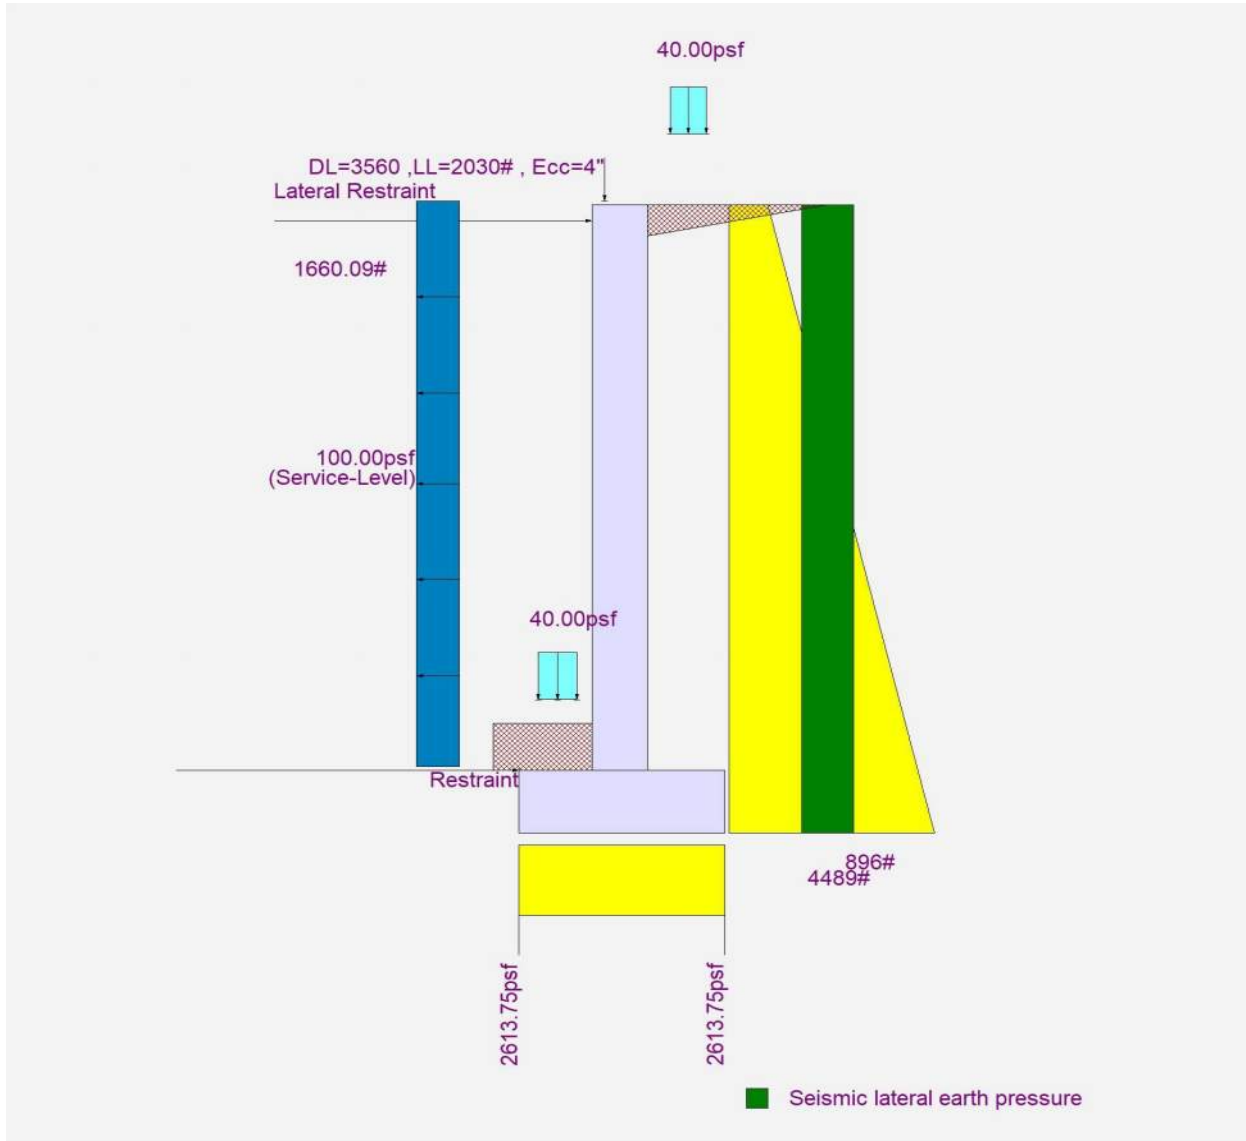 40.00psf
DL=3560 ,LL=2030# , Ecc=4"
Lateral Restraint
1660.09#
100.00psf
(Service-Level)
40.00psf
Restraint
896#
4489#
2613.75psf
2613.75psf
Seismic lateral earth pressure